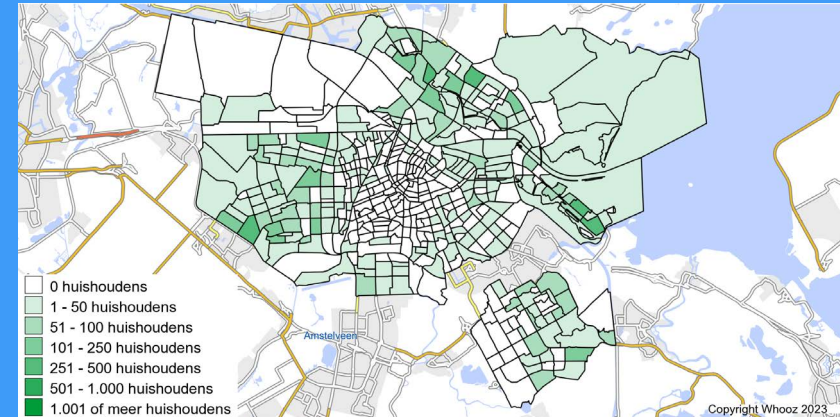 0 huishoudens
1 - 50 huishoudens
51 - 100 huishoudens
101 - 250 huishoudens
251 - 500 huishoudens
501 - 1.000 huishoudens
1.001 of meer huishoudens
Amstelveen
Copyright Whooz 2023